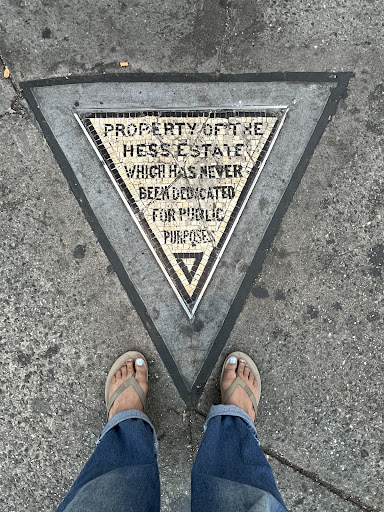 PROPERTY OF THE
HESS ESTATE
WHICH HAS NEVER
BEEN DEDICATED
FOR PUBLIC
PURPOSES